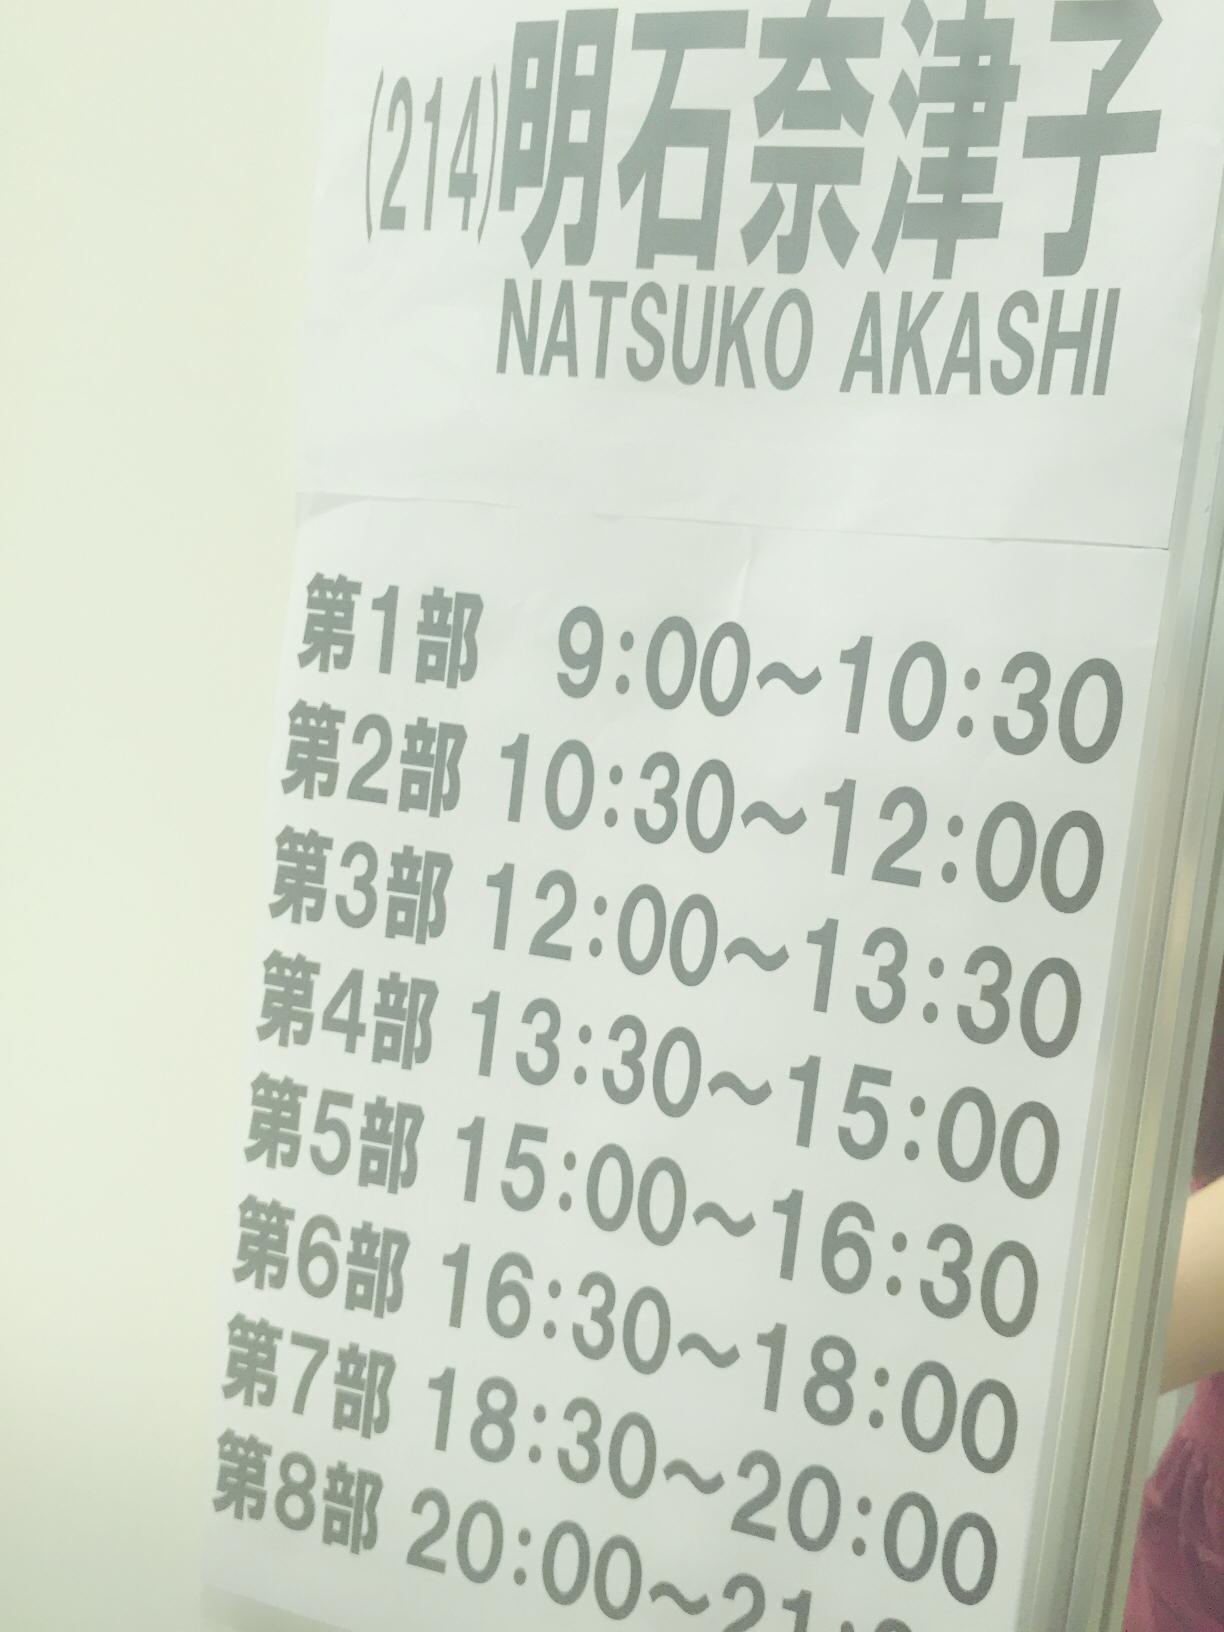 (214)明石奈津子
NATSUKO AKASHI
第1部 9:00～10:30
第2部 10:30～12:00
第3部 12:00～13:30
第4部 13:30～15:00
第5部 15:00～16:30
第6部 16:30～18:00
第7部 18:30～20:00
第8部 20:00～21: